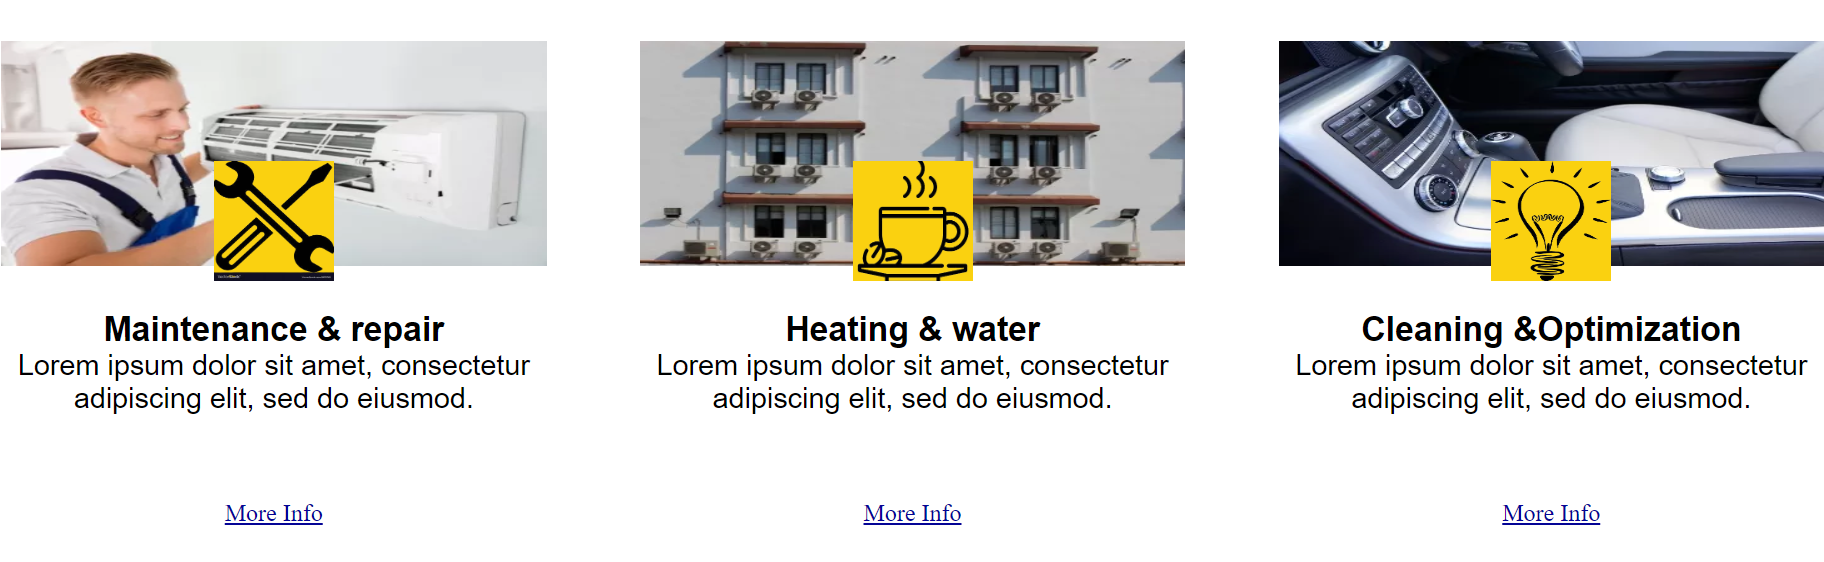 Maintenance & repair
Lorem ipsum dolor sit amet, consectetur
adipiscing elit, sed do eiusmod.
More Info
Heating & water
Lorem ipsum dolor sit amet, consectetur
adipiscing elit, sed do eiusmod.
More Info
Cleaning &Optimization
Lorem ipsum dolor sit amet, consectetur
adipiscing elit, sed do eiusmod.
More Info